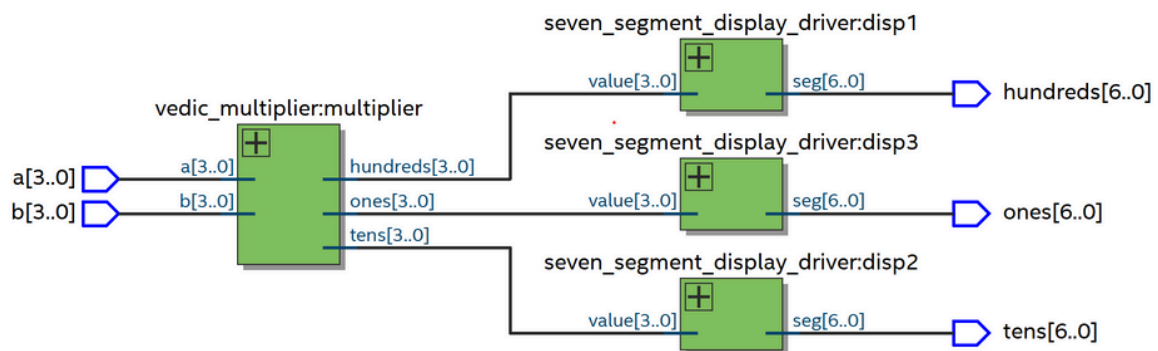 seven_segment_display_driver:disp1
value[3..0]
seg[6..0]
hundreds[6..0]
vedic_multiplier:multiplier
a[3..0]
a[3..0]
hundreds[3..0]
b[3..0]
b[3..0]
ones[3..0]
tens[3..0]
seven_segment_display_driver:disp3
value[3..0]
seg[6..0]
ones[6..0]
seven_segment_display_driver:disp2
value[3..0]
seg[6..0]
tens[6..0]